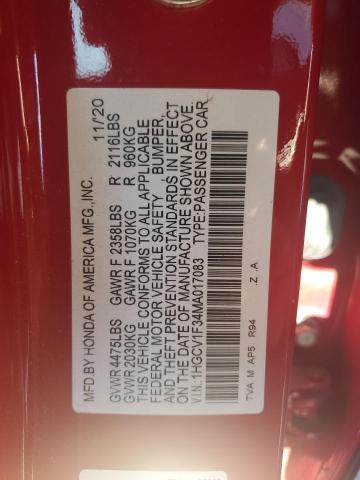 MFD.BY HONDA OF AMERICA MFG.,INC. 11/'20
GVWR 4475LBS GAWR F 2358LBS R 2116LBS
GVWR 2030KG GAWR F 1070KG R 960KG
THIS VEHICLE CONFORMS TO ALL APPLICABLE
FEDERAL MOTOR VEHICLE SAFETY , BUMPER,
AND THEFT PREVENTION STANDARDS IN EFFECT
ON THE DATE OF MANUFACTURE SHOWN ABOVE.
V.I.N.:1HGCV1F34MA017083 TYPE:PASSENGER CAR
TVA M AP5 R94 .Z .A